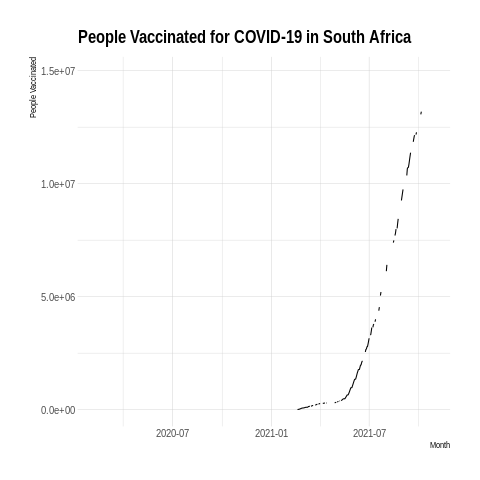 People Vaccinated for COVID-19 in South Africa
People Vaccinated
1.5e+07
1.0e+07
5.0e+06
0.0e+00
2020-07 2021-01 2021-07
Month